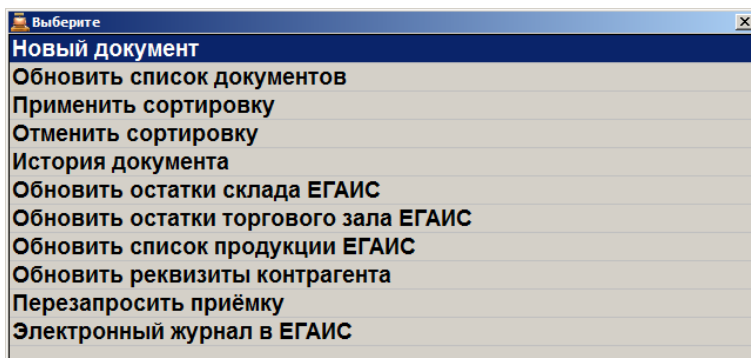 Выберите
Новый документ
Обновить список документов
Применить сортировку
Отменить сортировку
История документа
Обновить остатки склада ЕГАИС
Обновить остатки торгового зала ЕГАИС
Обновить список продукции ЕГАИС
Обновить реквизиты контрагента
Перезапросить приёмку
Электронный журнал в ЕГАИС